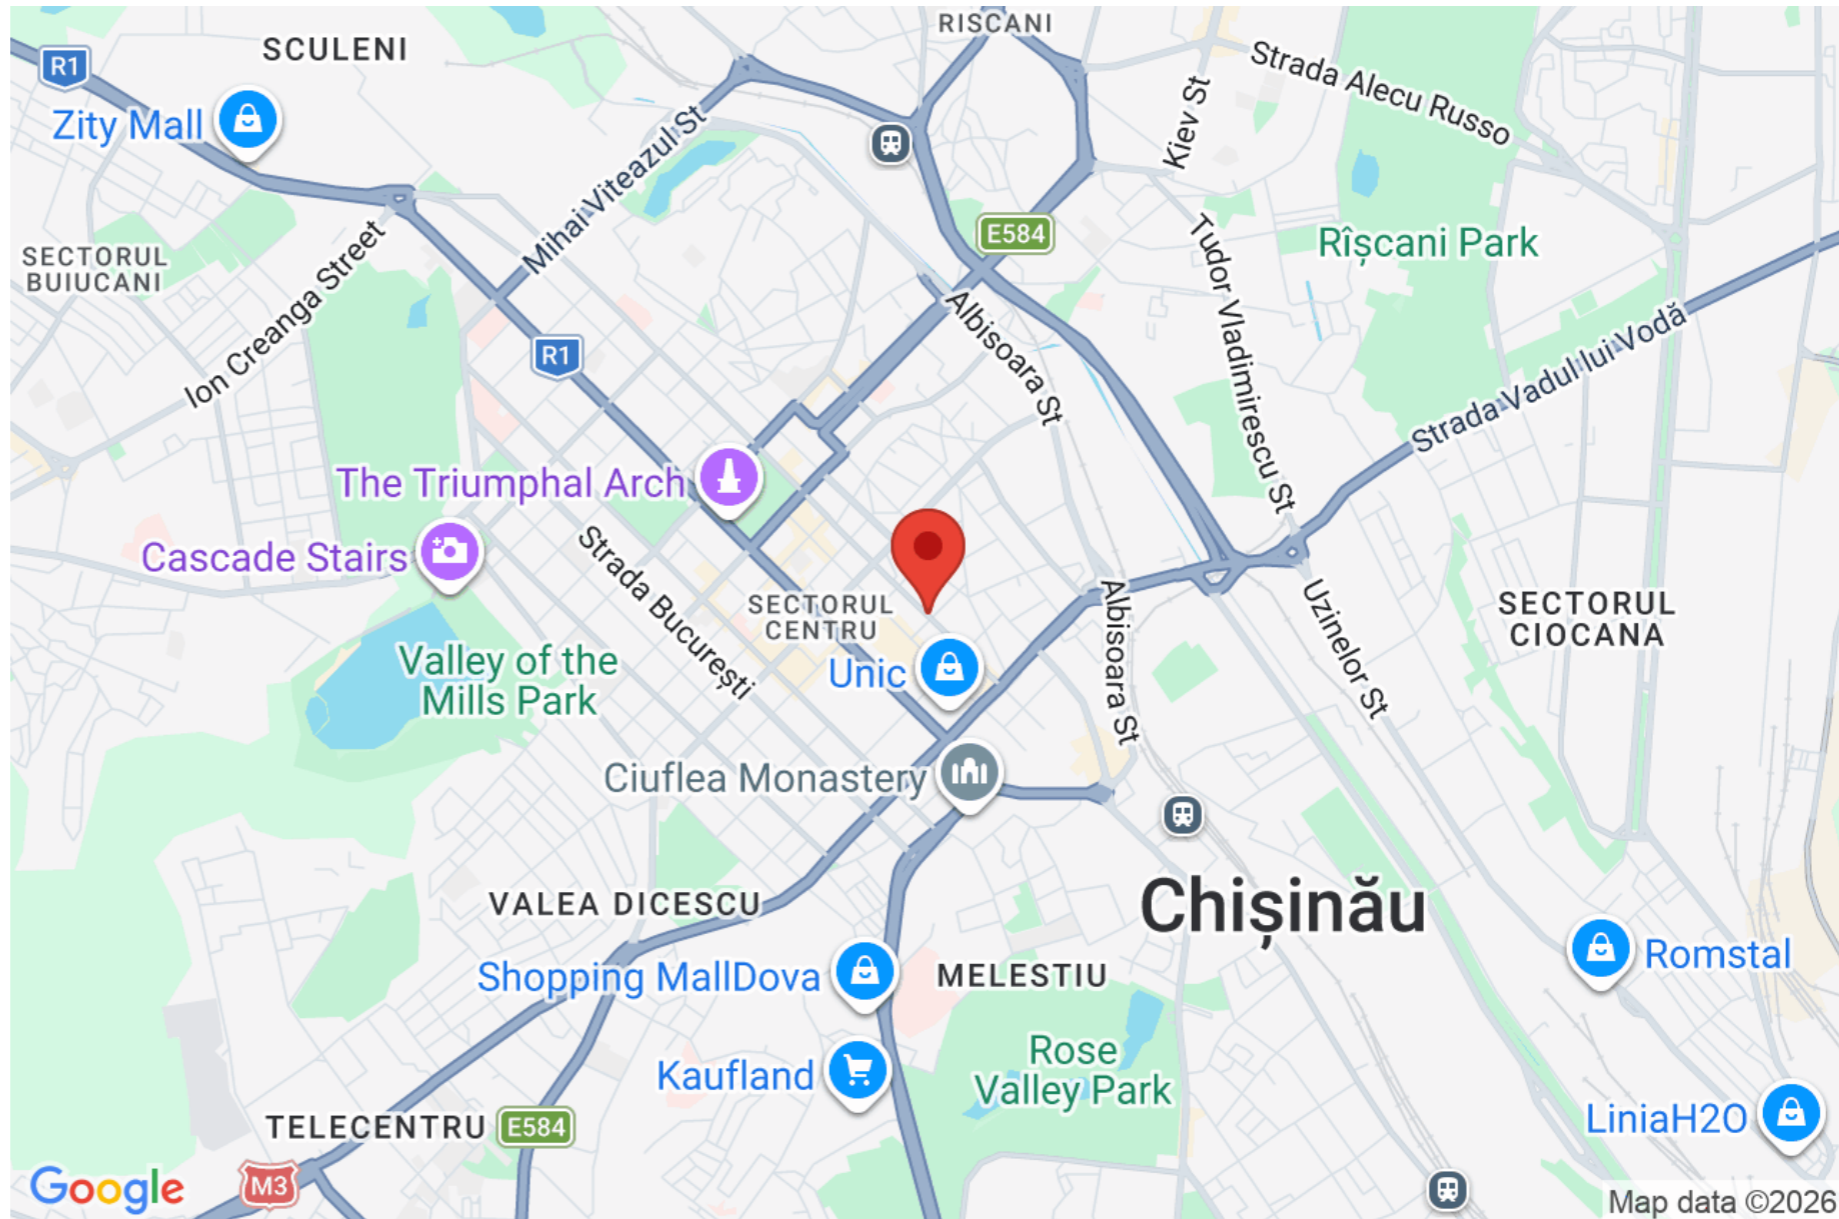 RISCANI
SCULENI
R1
Strada Alecu Russo
Zity Mall
Kiev St
Mihai Viteazul St
E584
Rîșcani Park
SECTORUL
BUIUCANI
Ion Creanga Street
Tudor Vladimirescu St
Albisoara St
R1
Strada Vadul lui Vodă
The Triumphal Arch
Cascade Stairs
Strada București
SECTORUL
CENTRU
Albisoara St
Uzinelor St
SECTORUL
CIOCANA
Valley of the
Mills Park
Unic
Ciuflea Monastery
VALEA DICESCU
Chișinău
Shopping MallDova
MELESTIU
Romstal
Rose
Valley Park
Kaufland
TELECENTRU
E584
LiniaH2O
Google
M3
Map data ©2026